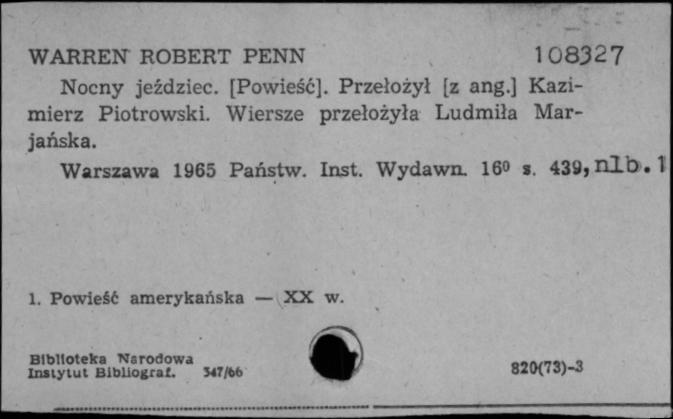 WARREN ROBERT PENN 108327
Nocny jeździec. [Powieść]. Przełożył [z ang.] Kazi-
mierz Piotrowski. Wiersze przełożyła Ludmiła Mar-
jańska.
Warszawa 1965 Państw. Inst. Wydawn. 16⁰ s. 439, nlb. 1
1. Powieść amerykańska — XX w.
Biblioteka Narodowa
Instytut Bibliograf. 347/66 820(73)-3